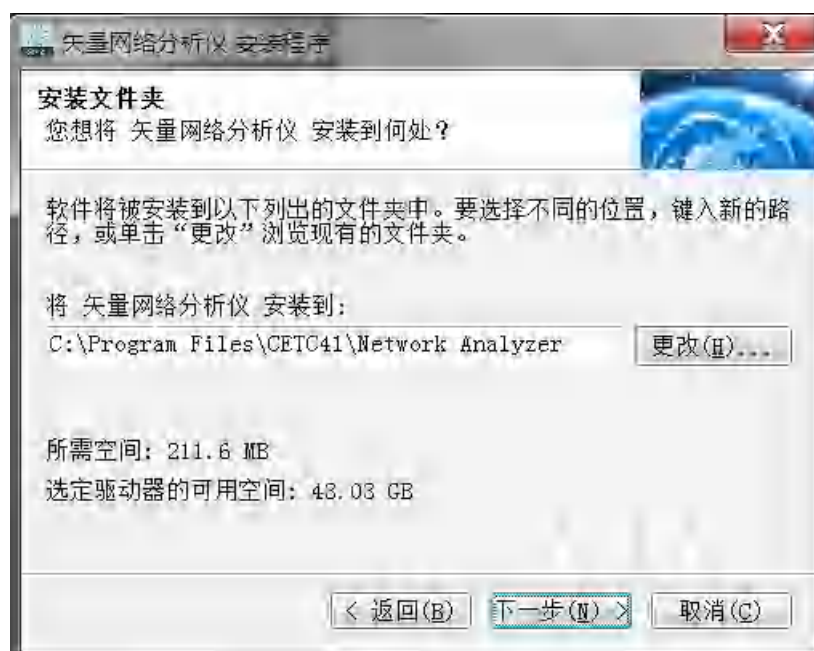 矢量网络分析仪 安装程序
安装文件夹
您想将 矢量网络分析仪 安装到何处？
软件将被安装到以下列出的文件夹中。要选择不同的位置，键入新的路
径，或单击“更改”浏览现有的文件夹。
将 矢量网络分析仪 安装到：
C:\Program Files\CETC41\Network Analyzer
更改(H)...
所需空间: 211.6 MB
选定驱动器的可用空间: 43.03 GB
< 返回(B)
下一步(N) >
取消(C)